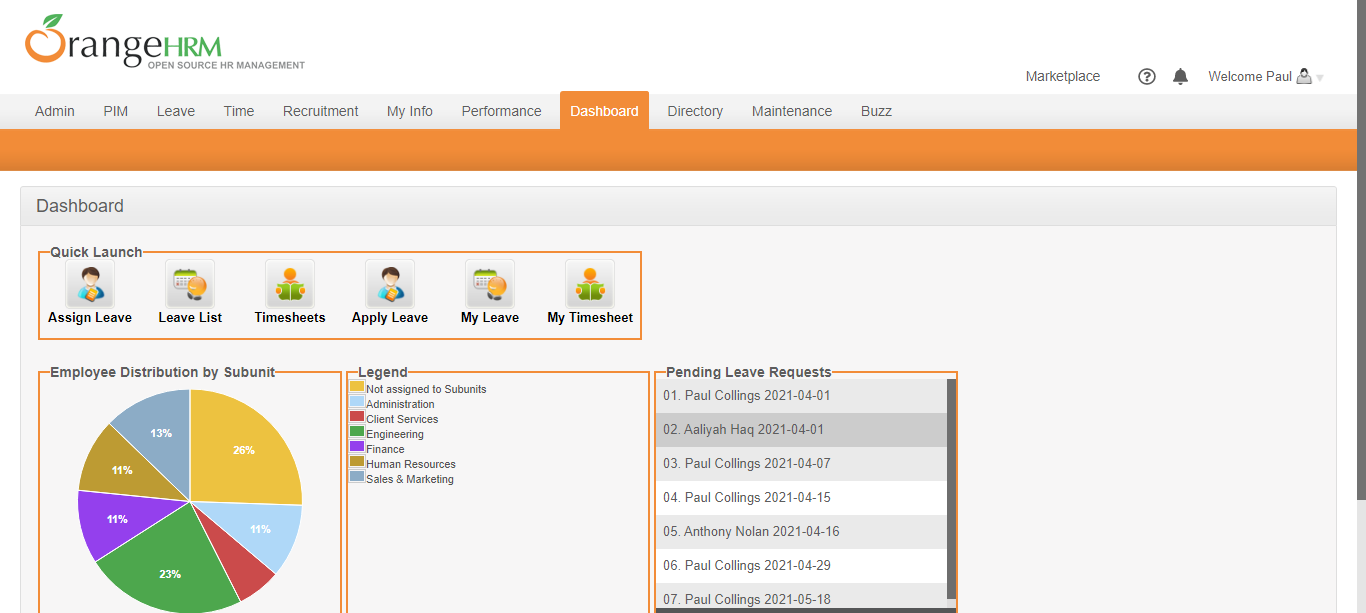 OrangeHRM
OPEN SOURCE HR MANAGEMENT
Marketplace ? Welcome Paul
Admin PIM Leave Time Recruitment My Info Performance Dashboard Directory Maintenance Buzz
Dashboard
Quick Launch
Assign Leave Leave List Timesheets Apply Leave My Leave My Timesheet
Employee Distribution by Subunit
13%
26%
11%
11%
11%
23%
Legend
Not assigned to Subunits
Administration
Client Services
Engineering
Finance
Human Resources
Sales & Marketing
Pending Leave Requests
01. Paul Collings 2021-04-01
02. Aaliyah Haq 2021-04-01
03. Paul Collings 2021-04-07
04. Paul Collings 2021-04-15
05. Anthony Nolan 2021-04-16
06. Paul Collings 2021-04-29
07. Paul Collings 2021-05-18